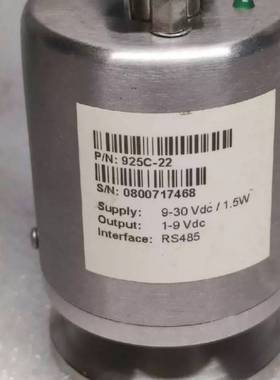 P/N: 925C-22
S/N: 0800717468
Supply: 9-30 Vdc / 1.5W
Output: 1-9 Vdc
Interface: RS485